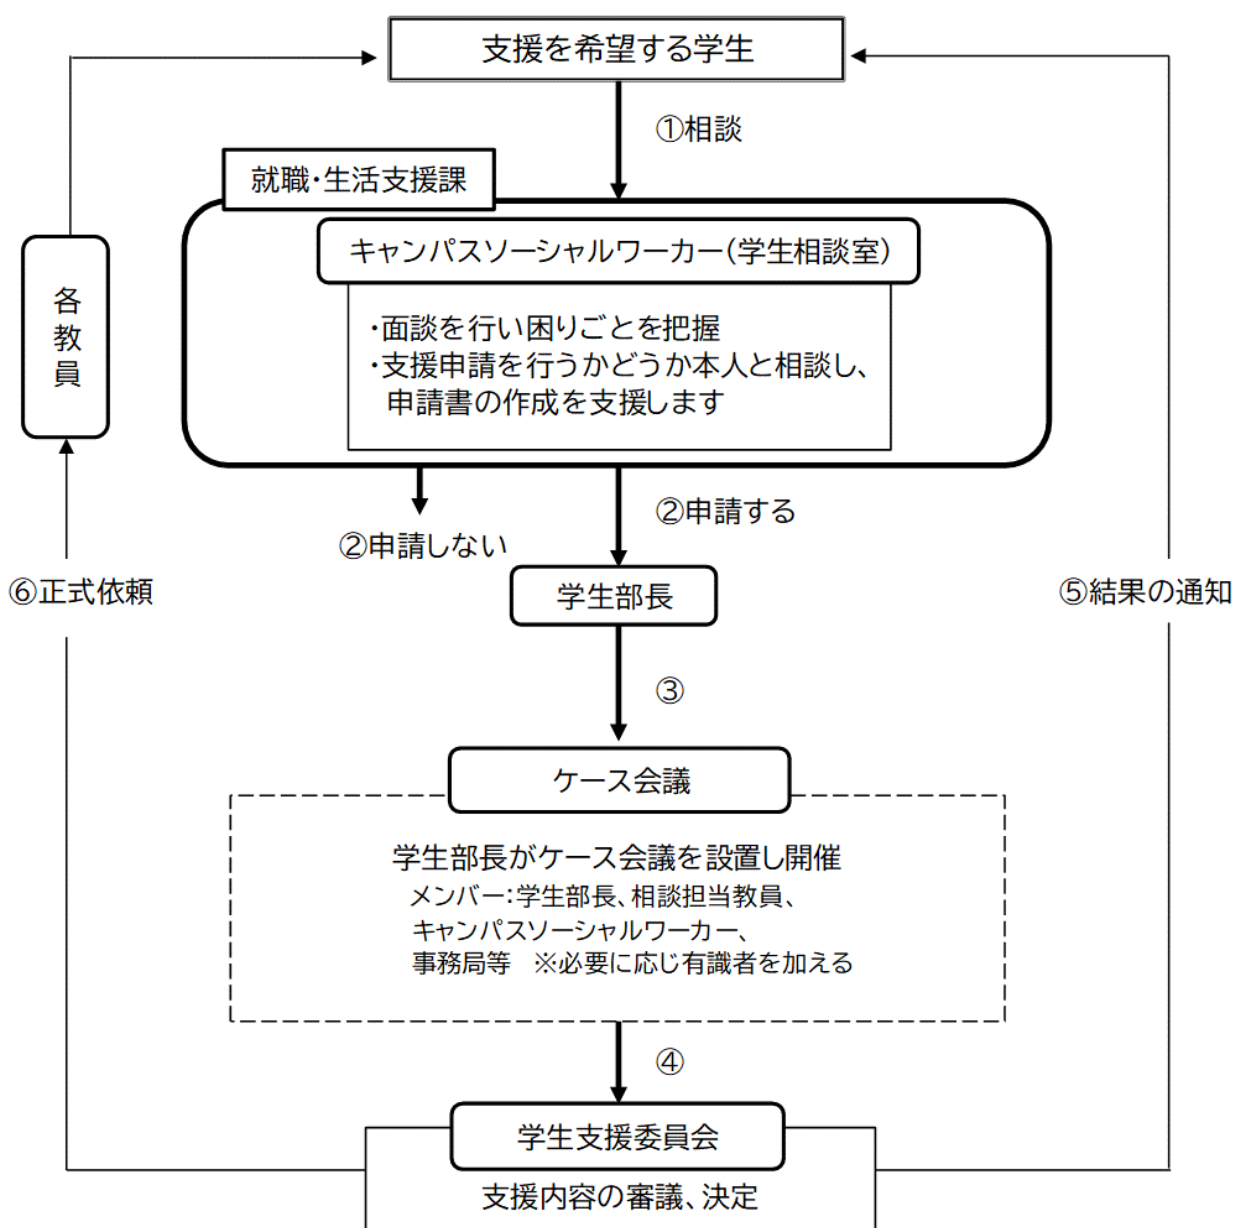 支援を希望する学生
①相談
就職・生活支援課
キャンパスソーシャルワーカー(学生相談室)
・面談を行い困りごとを把握
・支援申請を行うかどうか本人と相談し、
申請書の作成を支援します
各教員
②申請する
②申請しない
学生部長
⑥正式依頼
⑤結果の通知
③
ケース会議
学生部長がケース会議を設置し開催
メンバー:学生部長、相談担当教員、
キャンパスソーシャルワーカー、
事務局等　※必要に応じ有識者を加える
④
学生支援委員会
支援内容の審議、決定